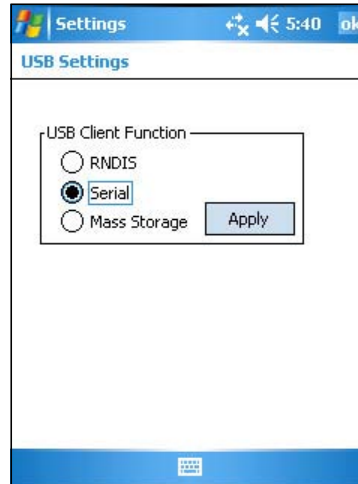 Settings 5:40 ok
USB Settings
USB Client Function
RNDIS
Serial
Mass Storage Apply